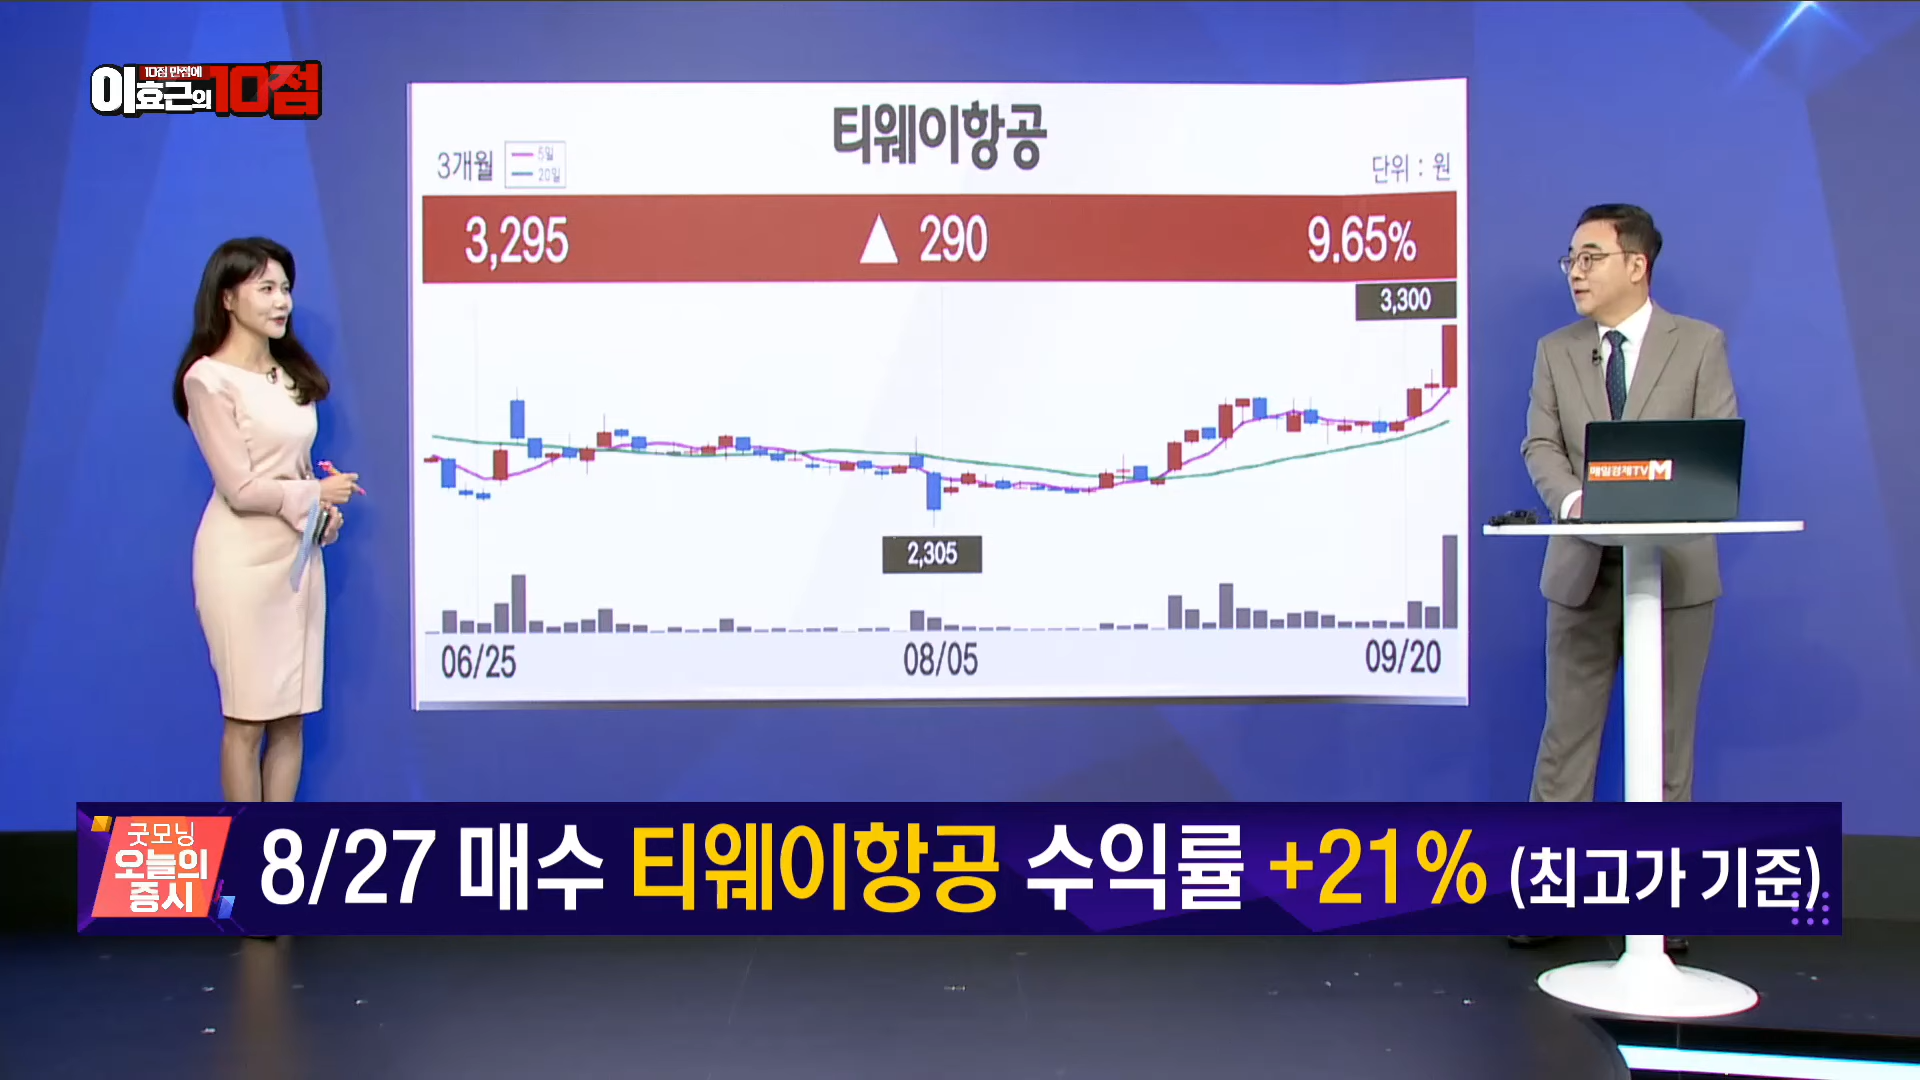 10점 만점에
이효근의 10점
티웨이항공
3개월
5일
20일
단위 : 원
3,295 ▲ 290 9.65%
3,300
2,305
06/25 08/05 09/20
매일경제TV M
굿모닝
오늘의
증시
8/27 매수 티웨이항공 수익률 +21% (최고가 기준)